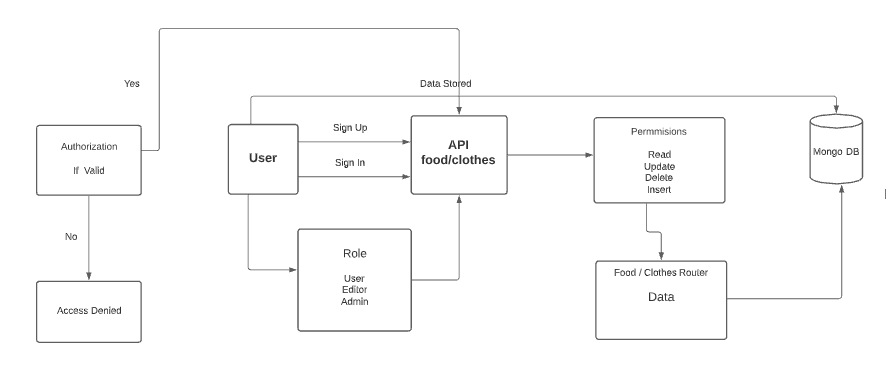 Yes
Data Stored
Authorization
If Valid
No
Access Denied
User
Sign Up
Sign In
API
food/clothes
Role
User
Editor
Admin
Permmisions
Read
Update
Delete
Insert
Food / Clothes Router
Data
Mongo DB